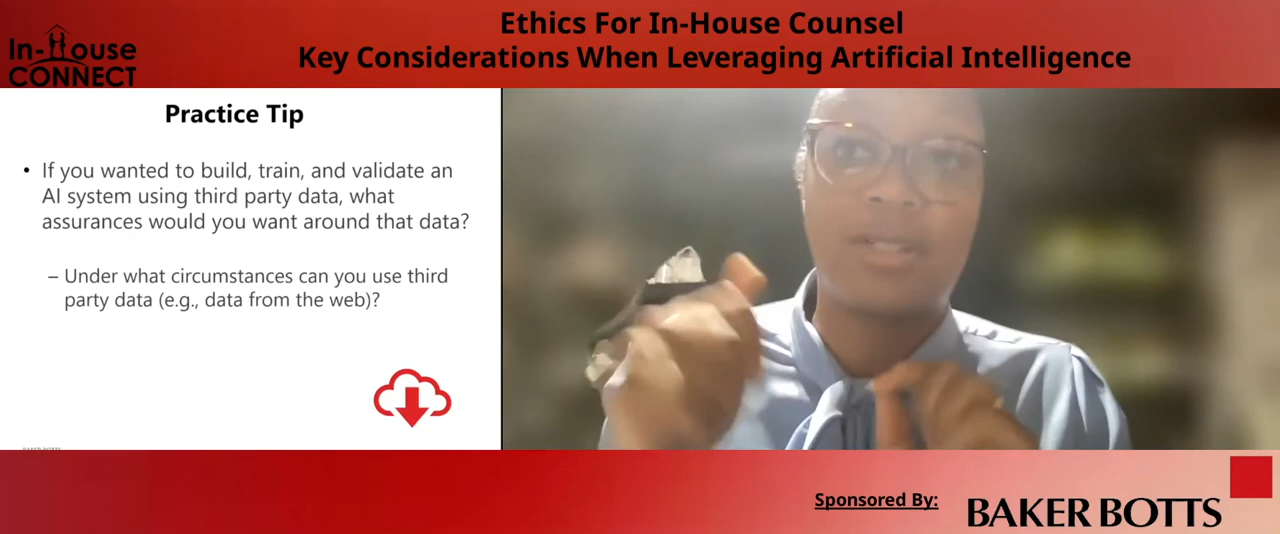 Ethics For In-House Counsel
Key Considerations When Leveraging Artificial Intelligence
In-House
CONNECT
Practice Tip
• If you wanted to build, train, and validate an
AI system using third party data, what
assurances would you want around that data?
– Under what circumstances can you use third
party data (e.g., data from the web)?
BAKER BOTTS
Sponsored By:
BAKER BOTTS